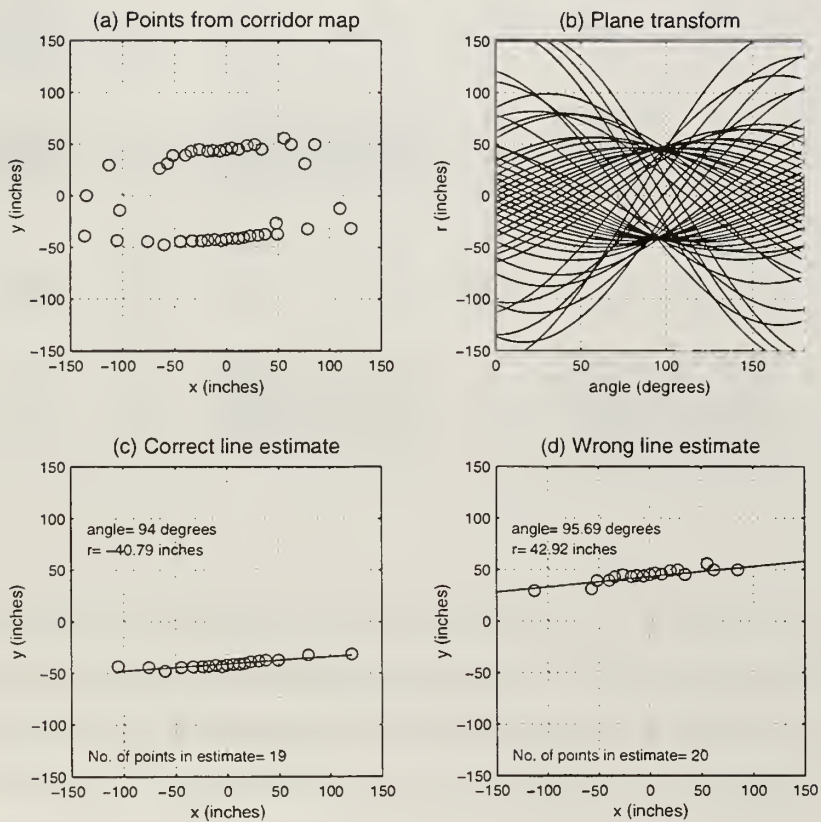 (a) Points from corridor map
150
100
50
0
−50
−100
−150
y (inches)
−150 −100 −50 0 50 100 150
x (inches)
(b) Plane transform
150
100
50
0
−50
−100
−150
r (inches)
0 50 100 150
angle (degrees)
(c) Correct line estimate
150
100
50
0
−50
−100
−150
y (inches)
angle= 94 degrees
r= −40.79 inches
No. of points in estimate= 19
−150 −100 −50 0 50 100 150
x (inches)
(d) Wrong line estimate
150
100
50
0
−50
−100
−150
y (inches)
angle= 95.69 degrees
r= 42.92 inches
No. of points in estimate= 20
−150 −100 −50 0 50 100 150
x (inches)